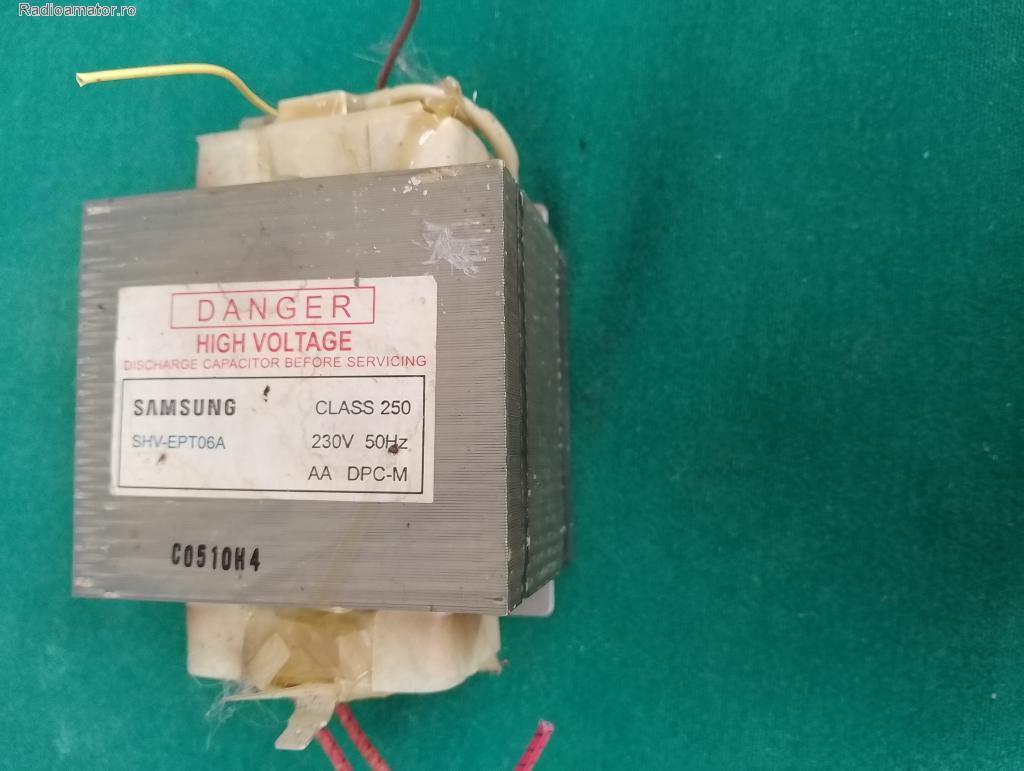 Radioamator.ro
DANGER
HIGH VOLTAGE
DISCHARGE CAPACITOR BEFORE SERVICING
SAMSUNG CLASS 250
SHV-EPT06A 230V 50Hz
AA DPC-M
C0510H4